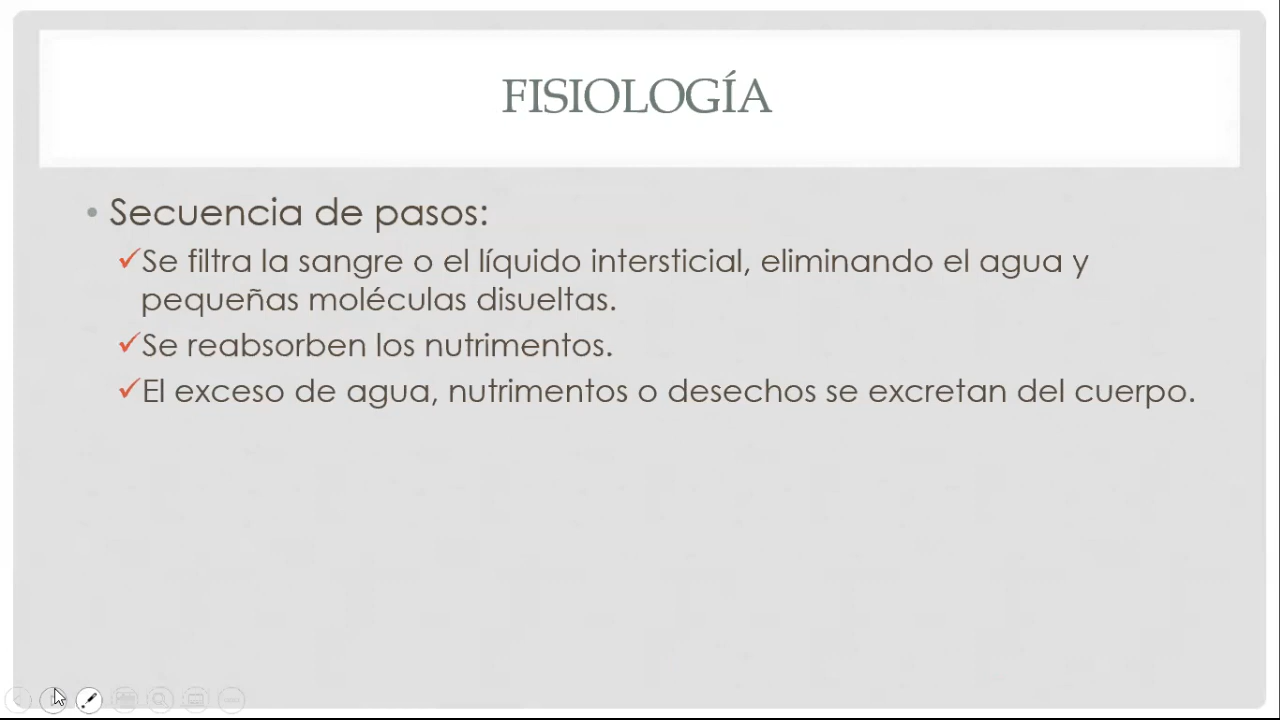 FISIOLOGÍA
• Secuencia de pasos:
✓Se filtra la sangre o el líquido intersticial, eliminando el agua y
pequeñas moléculas disueltas.
✓Se reabsorben los nutrimentos.
✓El exceso de agua, nutrimentos o desechos se excretan del cuerpo.